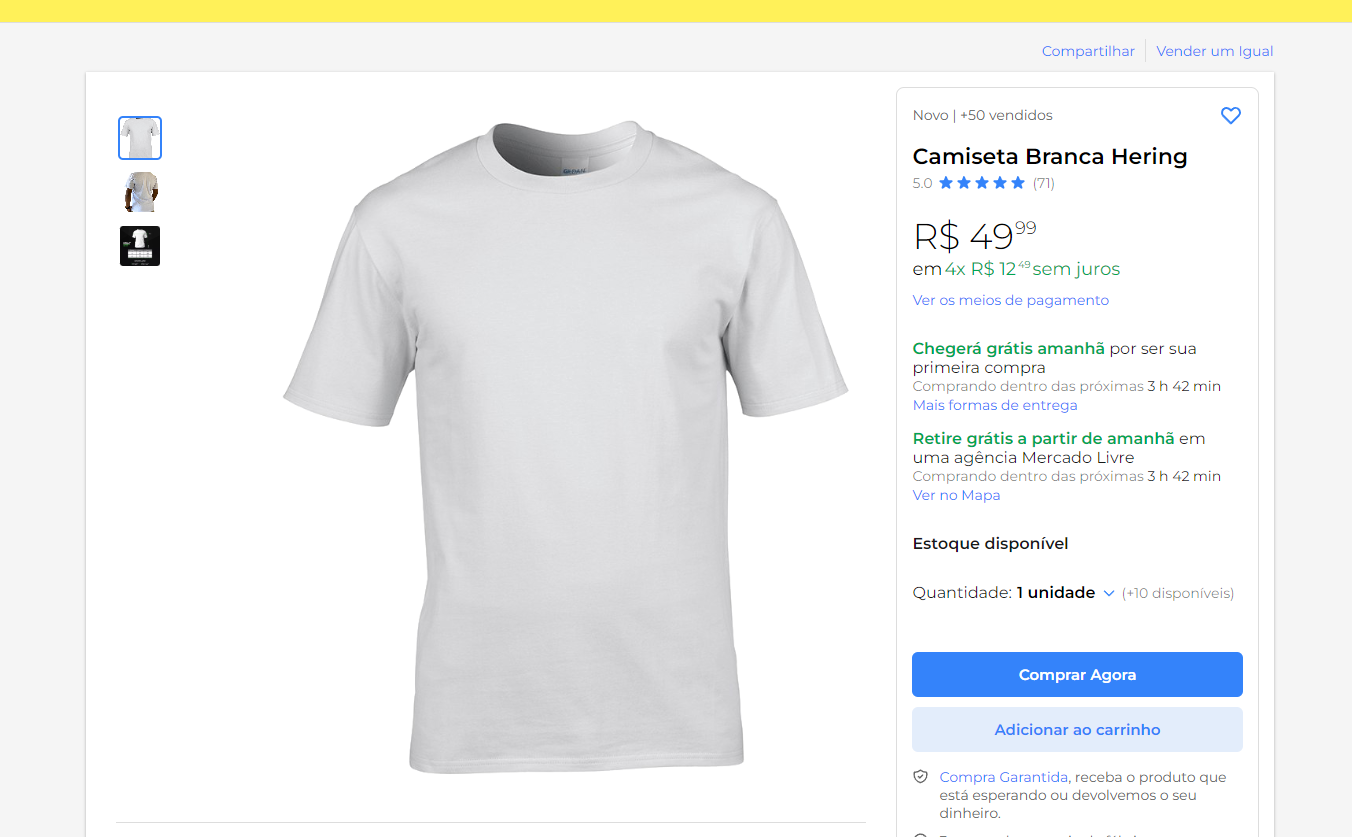 Compartilhar
Vender um Igual
Novo | +50 vendidos
Camiseta Branca Hering
5.0 (71)
R$ 49 99
em 4x R$ 12 49 sem juros
Ver os meios de pagamento
Chegerá grátis amanhã por ser sua
primeira compra
Comprando dentro das próximas 3 h 42 min
Mais formas de entrega
Retire grátis a partir de amanhã em
uma agência Mercado Livre
Comprando dentro das próximas 3 h 42 min
Ver no Mapa
Estoque disponível
Quantidade: 1 unidade (+10 disponíveis)
Comprar Agora
Adicionar ao carrinho
Compra Garantida, receba o produto que
está esperando ou devolvemos o seu
dinheiro.